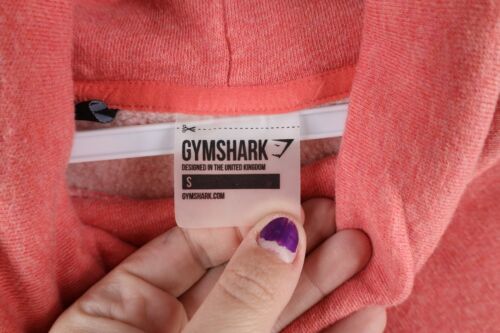 GYMSHARK
DESIGNED IN THE UNITED KINGDOM
S
GYMSHARK.COM